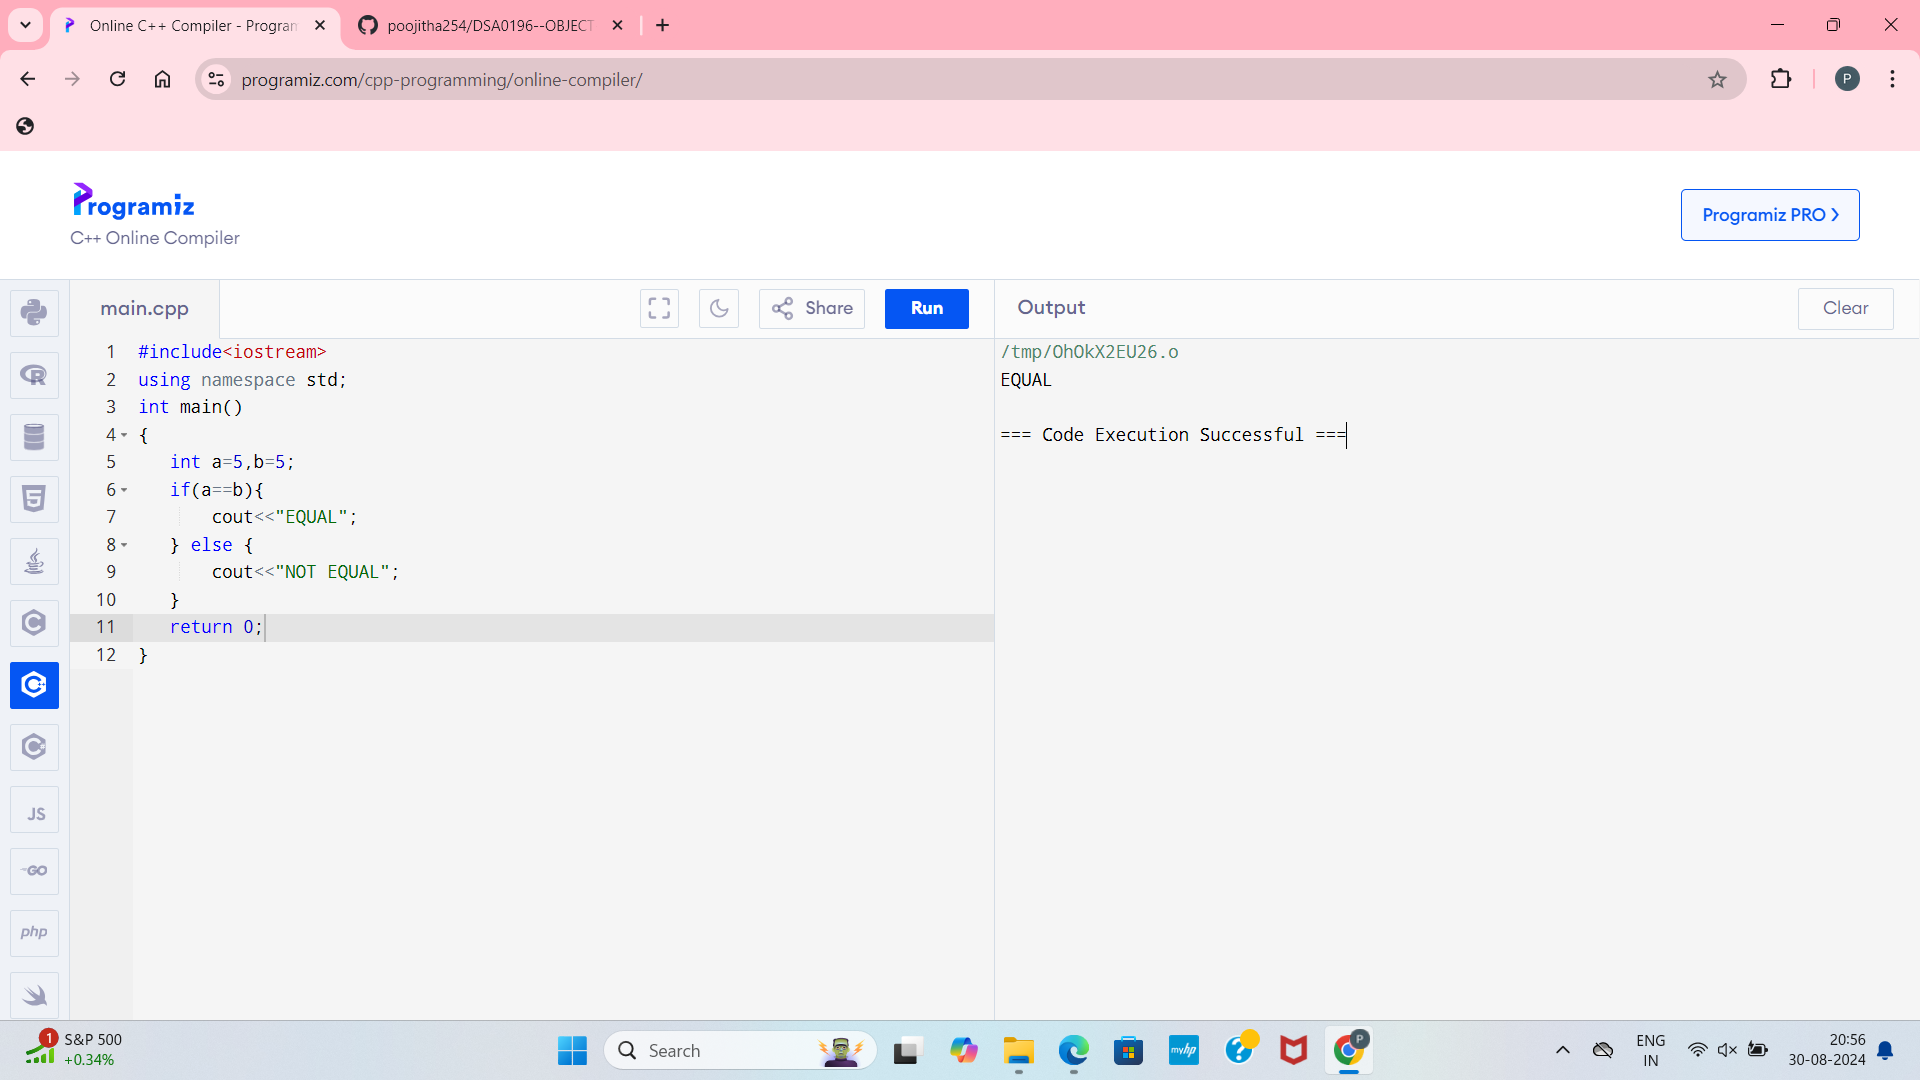 Online C++ Compiler - Program
poojitha254/DSA0196--OBJECT
programiz.com/cpp-programming/online-compiler/
P
Programiz
C++ Online Compiler
Programiz PRO >
main.cpp
Share
Run
Output
Clear
1 #include<iostream>
2 using namespace std;
3 int main()
4 {
5 int a=5,b=5;
6 if(a==b){
7 cout<<"EQUAL";
8 } else {
9 cout<<"NOT EQUAL";
10 }
11 return 0;
12 }
/tmp/OhOkX2EU26.o
EQUAL
=== Code Execution Successful ===
JS
GO
php
1
S&P 500
+0.34%
Search
myhp
P
ENG
IN
20:56
30-08-2024